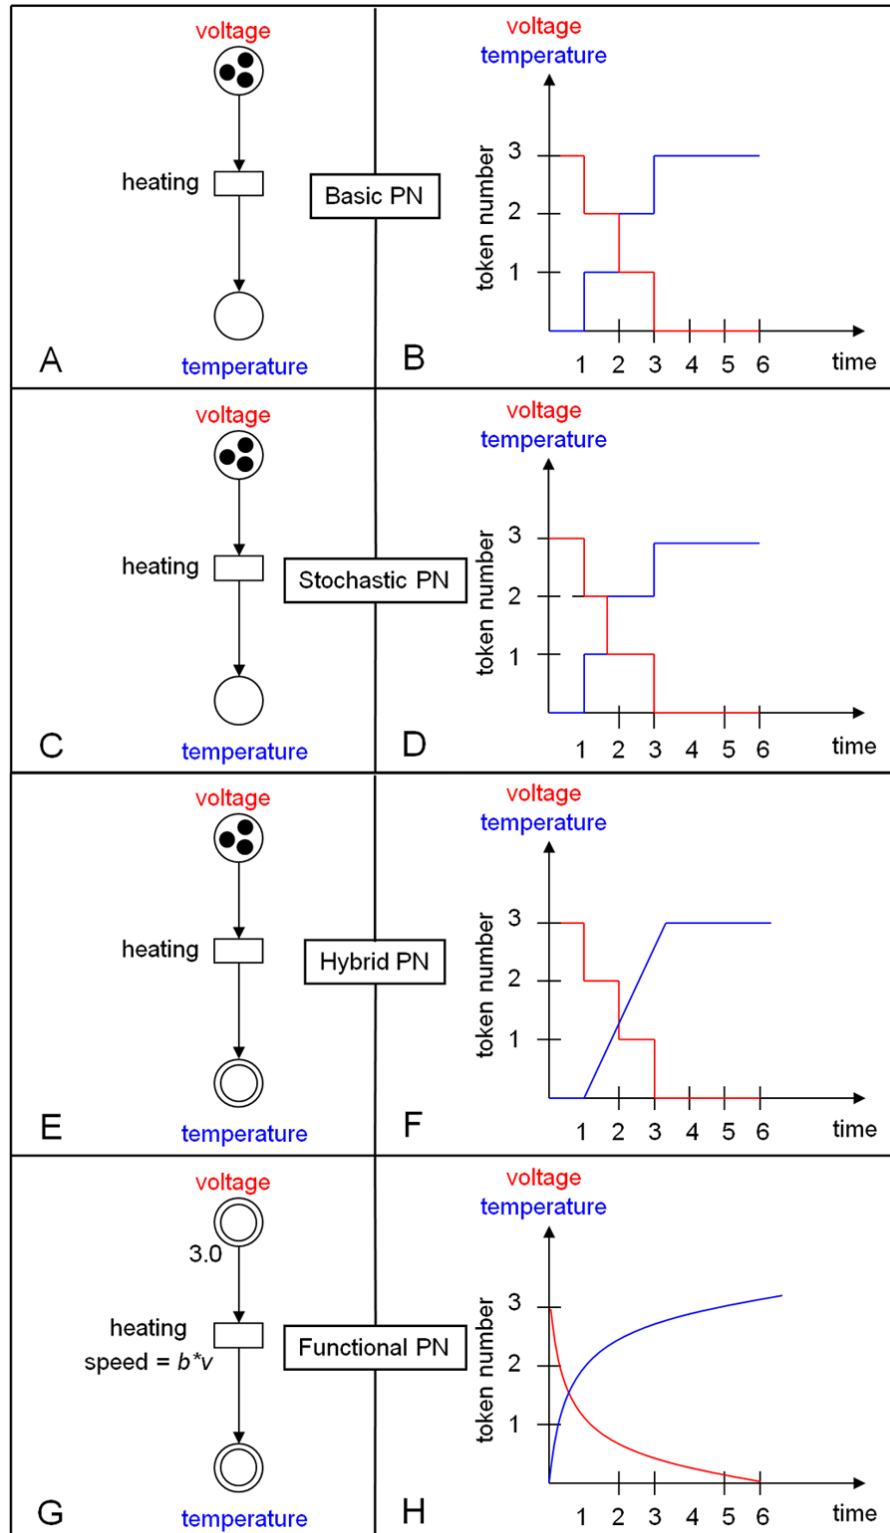 voltage
heating
temperature
A
Basic PN
voltage
temperature
token number
3
2
1
1 2 3 4 5 6 time
B
voltage
heating
temperature
C
Stochastic PN
voltage
temperature
token number
3
2
1
1 2 3 4 5 6 time
D
voltage
heating
temperature
E
Hybrid PN
voltage
temperature
token number
3
2
1
1 2 3 4 5 6 time
F
voltage
3.0
heating
speed = b*v
temperature
G
Functional PN
voltage
temperature
token number
3
2
1
1 2 3 4 5 6 time
H